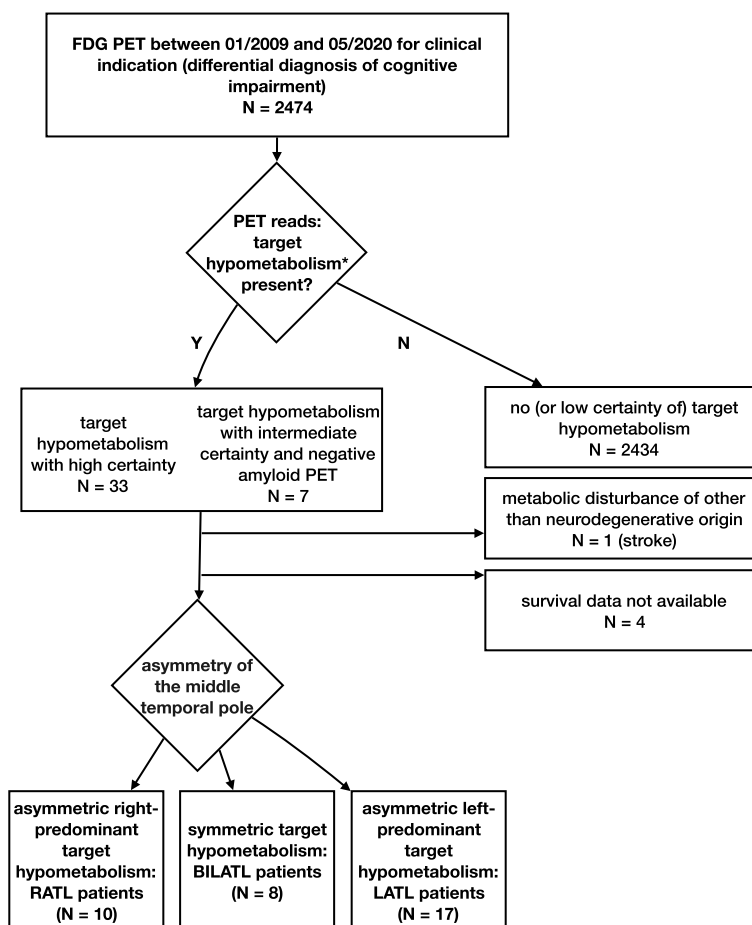 FDG PET between 01/2009 and 05/2020 for clinical
indication (differential diagnosis of cognitive
impairment)
N = 2474
PET reads:
target
hypometabolism*
present?
Y
N
target
hypometabolism
with high certainty
N = 33
target hypometabolism
with intermediate
certainty and negative
amyloid PET
N = 7
no (or low certainty of) target
hypometabolism
N = 2434
metabolic disturbance of other
than neurodegenerative origin
N = 1 (stroke)
survival data not available
N = 4
asymmetry of
the middle
temporal pole
asymmetric right-
predominant
target
hypometabolism:
RATL patients
(N = 10)
symmetric target
hypometabolism:
BILATL patients
(N = 8)
asymmetric left-
predominant
target
hypometabolism:
LATL patients
(N = 17)